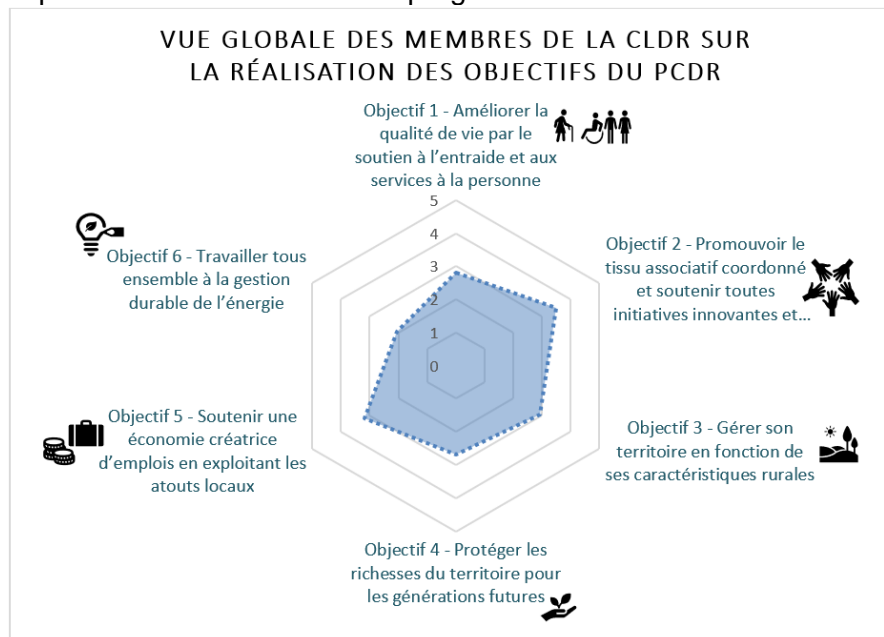 VUE GLOBALE DES MEMBRES DE LA CLDR SUR
LA RÉALISATION DES OBJECTIFS DU PCDR
Objectif 1 - Améliorer la
qualité de vie par le
soutien à l'entraide et aux
services à la personne
5
4
3
2
1
0
Objectif 2 - Promouvoir le
tissu associatif coordonné
et soutenir toutes
initiatives innovantes et...
Objectif 3 - Gérer son
territoire en fonction de
ses caractéristiques rurales
Objectif 4 - Protéger les
richesses du territoire pour
les générations futures
Objectif 5 - Soutenir une
économie créatrice
d'emplois en exploitant les
atouts locaux
Objectif 6 - Travailler tous
ensemble à la gestion
durable de l'énergie